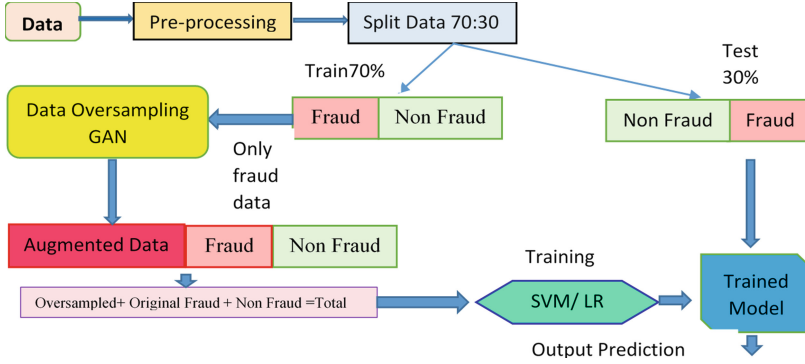 Data
Pre-processing
Split Data 70:30
Train70%
Test
30%
Data Oversampling
GAN
Fraud
Non Fraud
Non Fraud
Fraud
Only
fraud
data
Augmented Data
Fraud
Non Fraud
Training
Oversampled+ Original Fraud + Non Fraud =Total
SVM/ LR
Trained
Model
Output Prediction